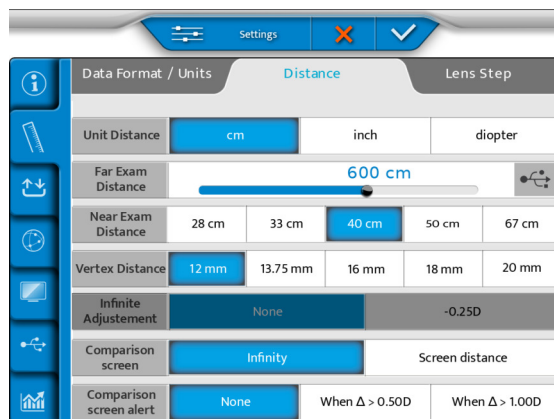 Settings
Data Format / Units Distance Lens Step
Unit Distance cm inch diopter
Far Exam Distance 600 cm
Near Exam Distance 28 cm 33 cm 40 cm 50 cm 67 cm
Vertex Distance 12 mm 13.75 mm 16 mm 18 mm 20 mm
Infinite Adjustement None -0.25D
Comparison screen Infinity Screen distance
Comparison screen alert None When Δ > 0.50D When Δ > 1.00D